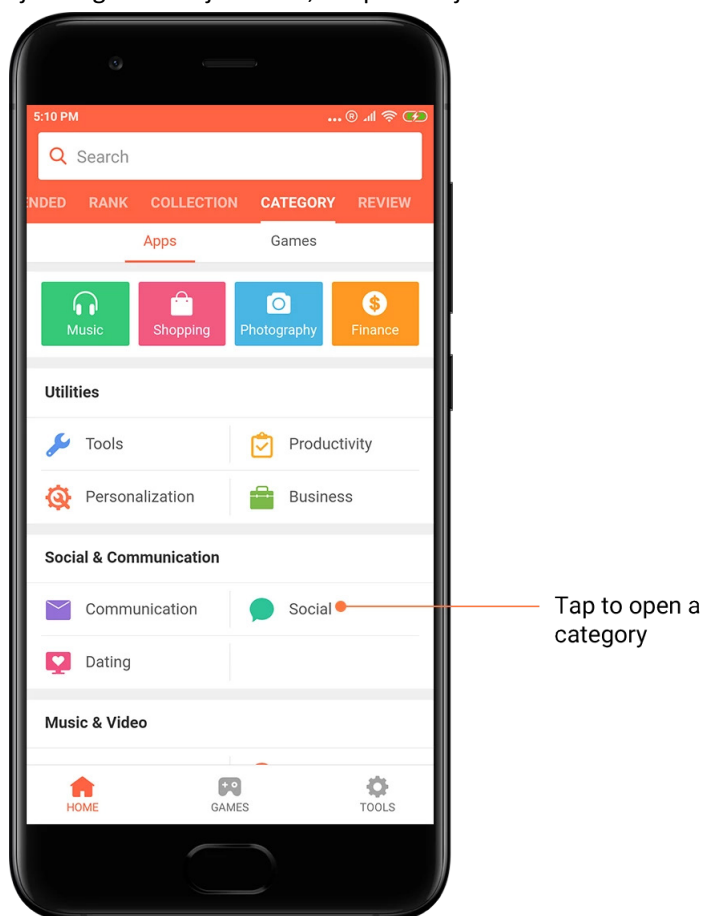 5:10 PM
Search
NDED RANK COLLECTION CATEGORY REVIEW
Apps Games
Music Shopping Photography Finance
Utilities
Tools Productivity
Personalization Business
Social & Communication
Communication Social
Tap to open a
category
Dating
Music & Video
HOME GAMES TOOLS